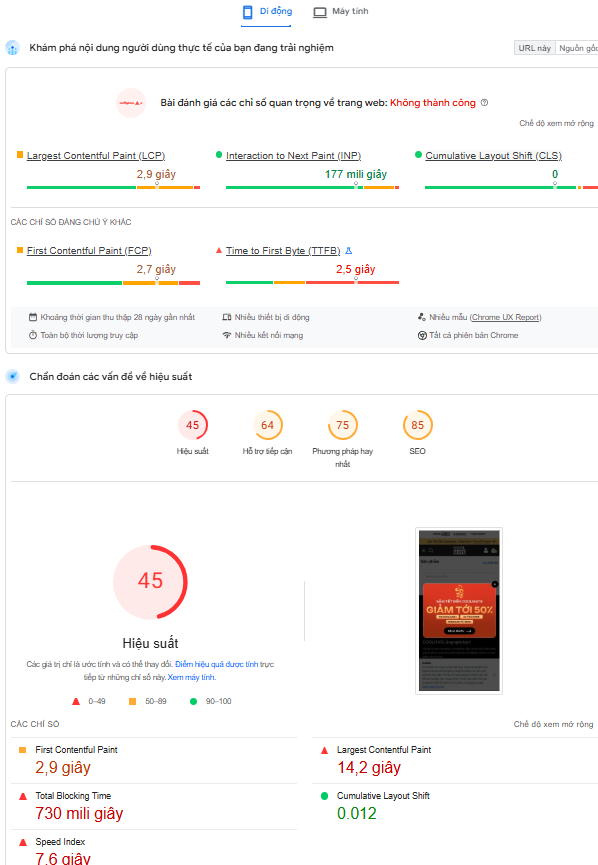 Di động Máy tính
Khám phá nội dung người dùng thực tế của bạn đang trải nghiệm
URL này Nguồn gốc
Bài đánh giá các chỉ số quan trọng về trang web: Không thành công
Chế độ xem mở rộng
Largest Contentful Paint (LCP) Interaction to Next Paint (INP) Cumulative Layout Shift (CLS)
2,9 giây 177 mili giây 0
CÁC CHỈ SỐ ĐÁNG CHÚ Ý KHÁC
First Contentful Paint (FCP) Time to First Byte (TTFB)
2,7 giây 2,5 giây
Khoảng thời gian thu thập 28 ngày gần nhất Nhiều thiết bị di động Nhiều mẫu (Chrome UX Report)
Toàn bộ thời lượng truy cập Nhiều kết nối mạng Tất cả phiên bản Chrome
Chẩn đoán các vấn đề về hiệu suất
45 64 75 85
Hiệu suất Hỗ trợ tiếp cận Phương pháp hay SEO
nhất
45
GIẢM TỚI 50%
Hiệu suất
Các giá trị chỉ là ước tính và có thể thay đổi. Điểm hiệu quả được tính trực
tiếp từ những chỉ số này. Xem máy tính.
0–49 50–89 90–100
CÁC CHỈ SỐ Chế độ xem mở rộng
First Contentful Paint Largest Contentful Paint
2,9 giây 14,2 giây
Total Blocking Time Cumulative Layout Shift
730 mili giây 0.012
Speed Index
7,6 giây